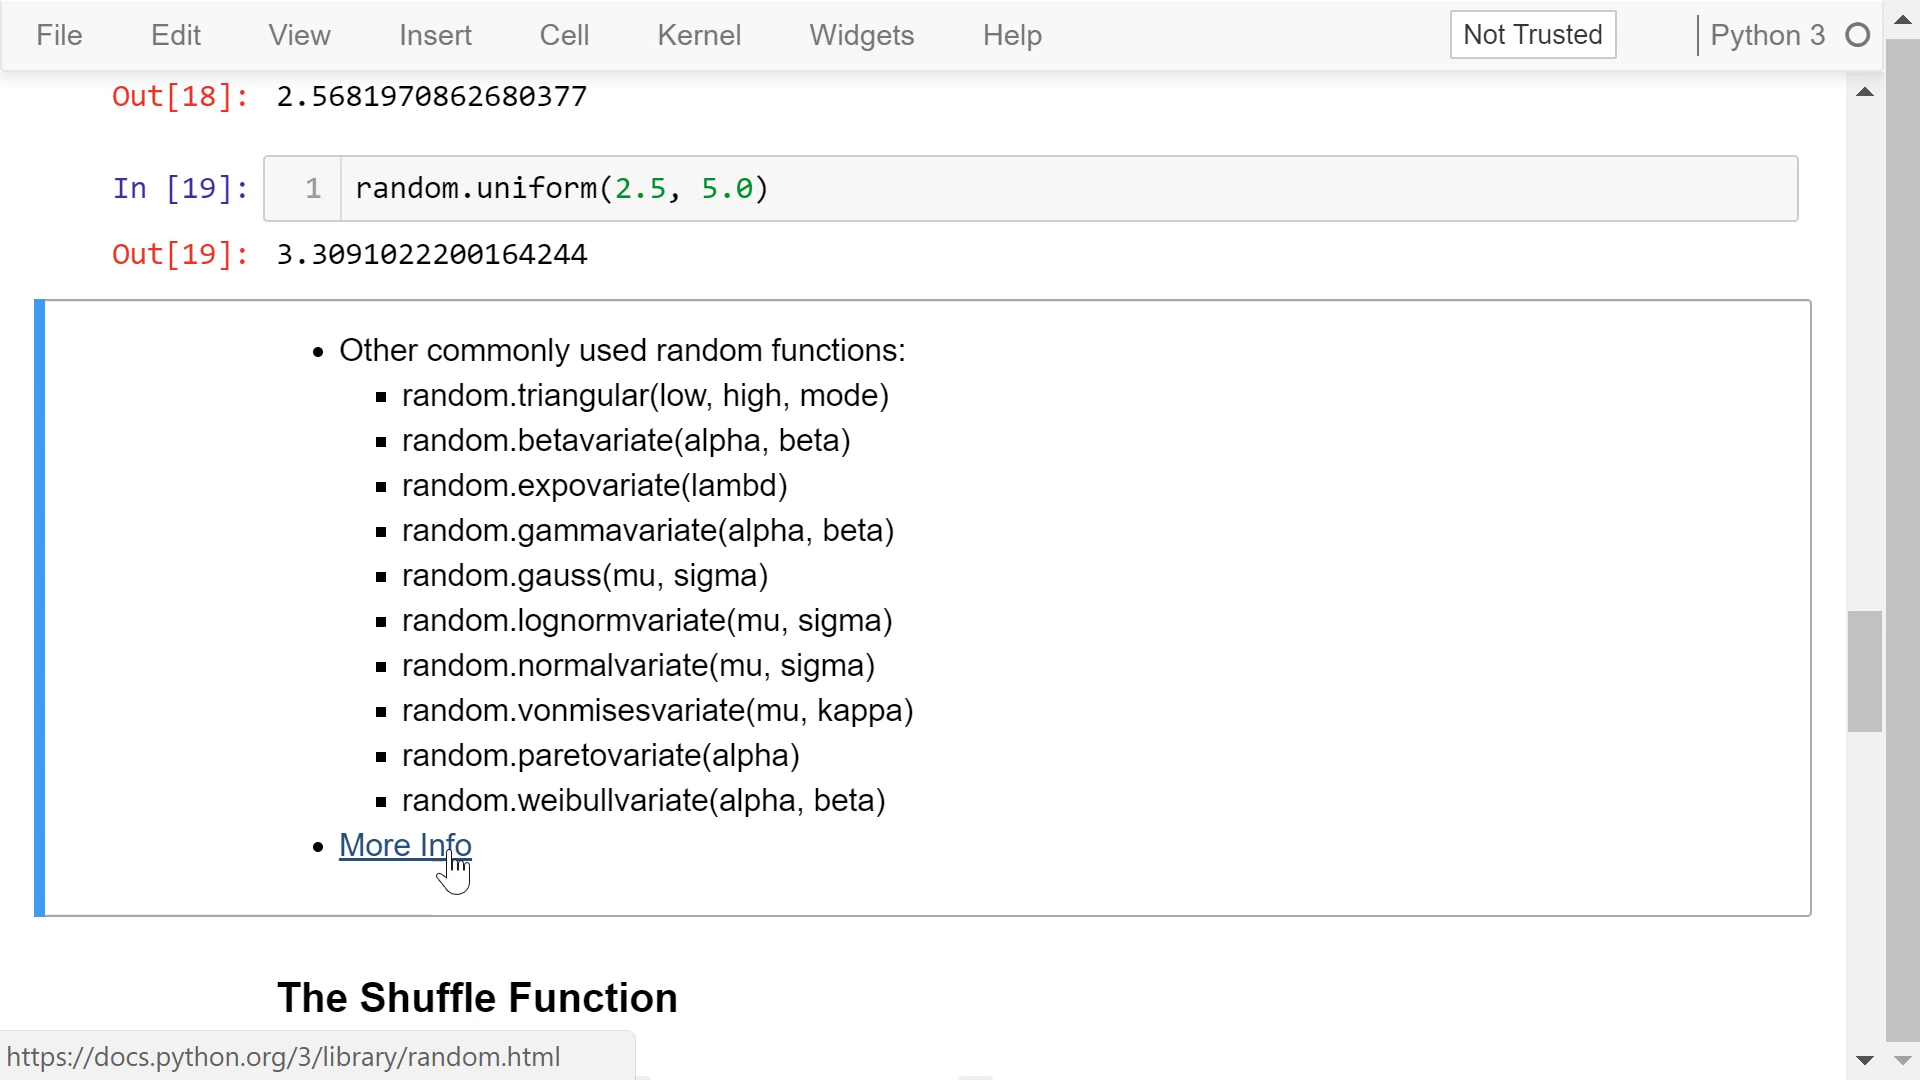 File Edit View Insert Cell Kernel Widgets Help Not Trusted Python 3
Out[18]: 2.5681970862680377
In [19]: 1 random.uniform(2.5, 5.0)
Out[19]: 3.3091022200164244
• Other commonly used random functions:
▪ random.triangular(low, high, mode)
▪ random.betavariate(alpha, beta)
▪ random.expovariate(lambd)
▪ random.gammavariate(alpha, beta)
▪ random.gauss(mu, sigma)
▪ random.lognormvariate(mu, sigma)
▪ random.normalvariate(mu, sigma)
▪ random.vonmisesvariate(mu, kappa)
▪ random.paretovariate(alpha)
▪ random.weibullvariate(alpha, beta)
• More Info
The Shuffle Function
https://docs.python.org/3/library/random.html